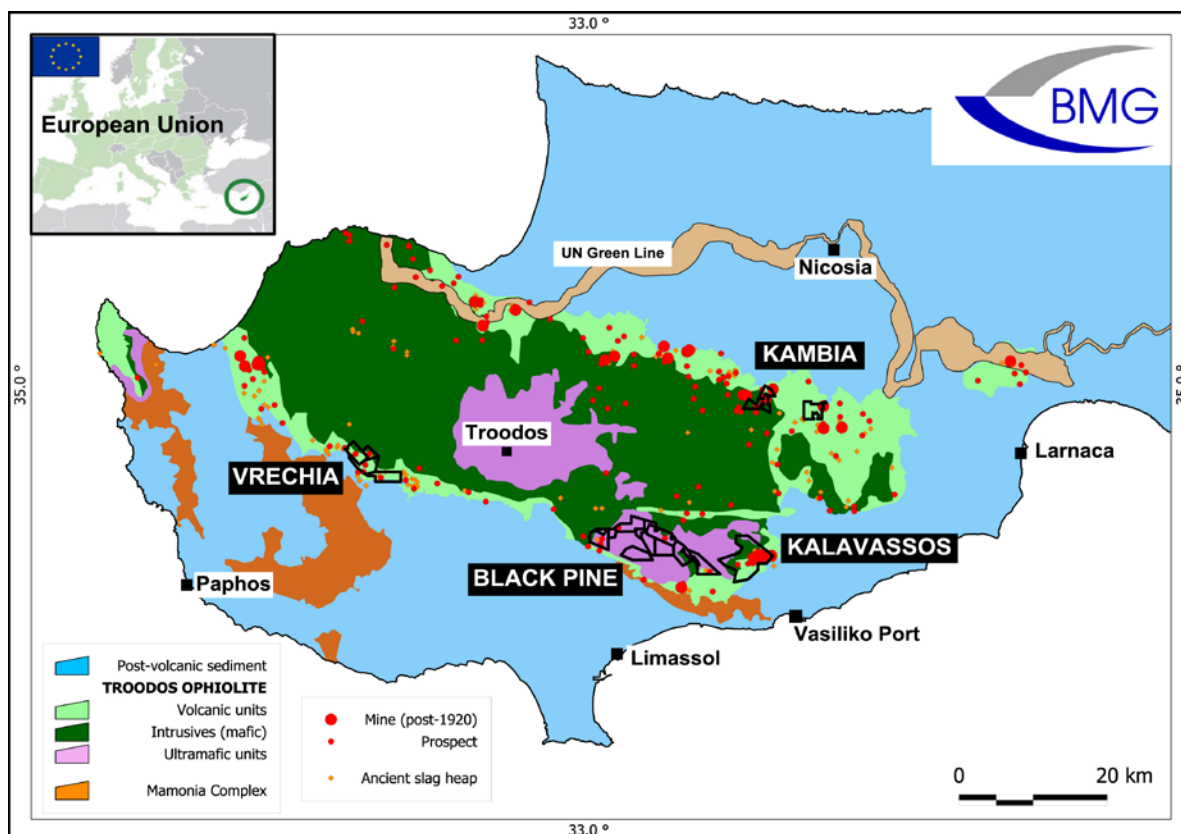 33.0 °
European Union
BMG
UN Green Line
Nicosia
KAMBIA
35.0 °
35.0 °
Troodos
Larnaca
VRECHIA
KALAVASSOS
BLACK PINE
Paphos
Vasiliko Port
Limassol
Post-volcanic sediment
TROODOS OPHIOLITE
Volcanic units
Intrusives (mafic)
Ultramafic units
Mamonia Complex
Mine (post-1920)
Prospect
Ancient slag heap
0 20 km
33.0 °